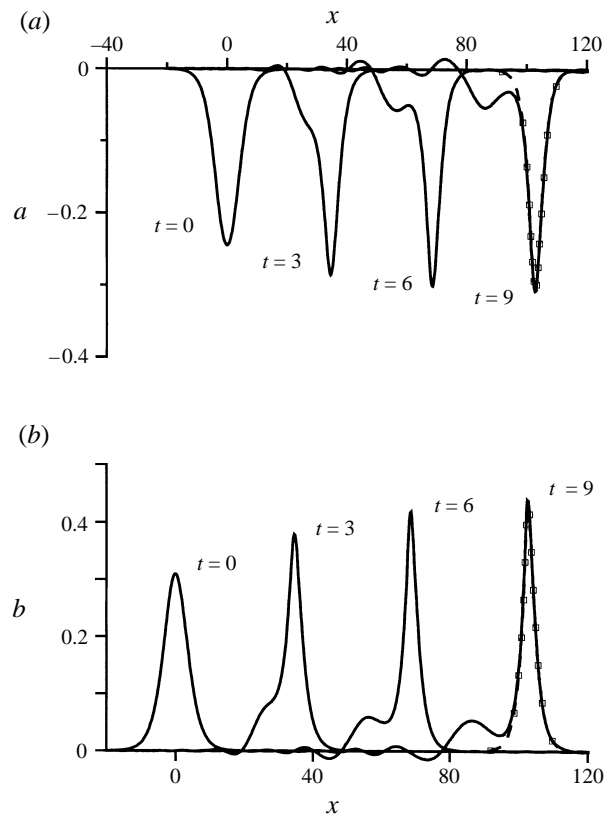 (a)
x
−40 0 40 80 120
0
a −0.2
t = 0
t = 3
t = 6
t = 9
−0.4
(b)
t = 9
t = 6
t = 3
t = 0
0.4
b
0.2
0
0 40 80 120
x